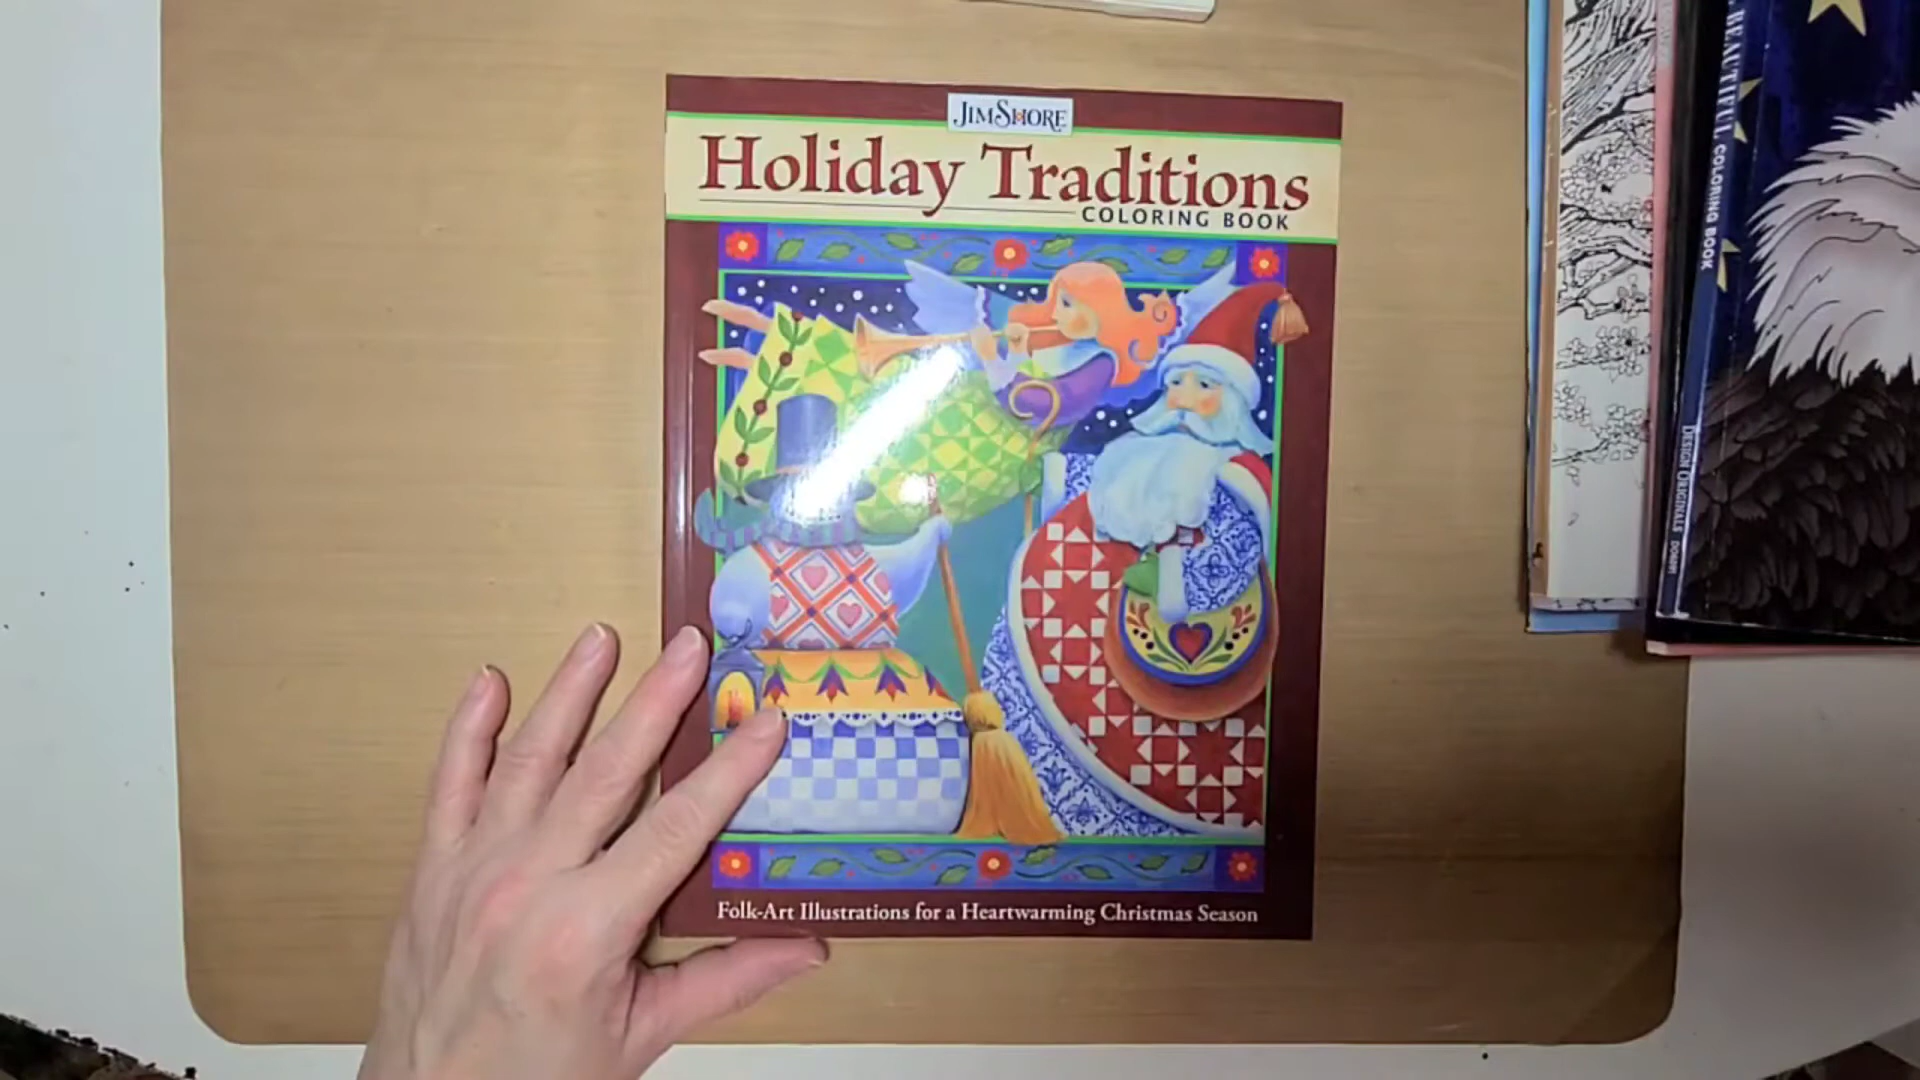 JIM SHORE
Holiday Traditions
COLORING BOOK
Folk-Art Illustrations for a Heartwarming Christmas Season
BEAUTIFUL COLORING BOOK
DESIGN ORIGINALS